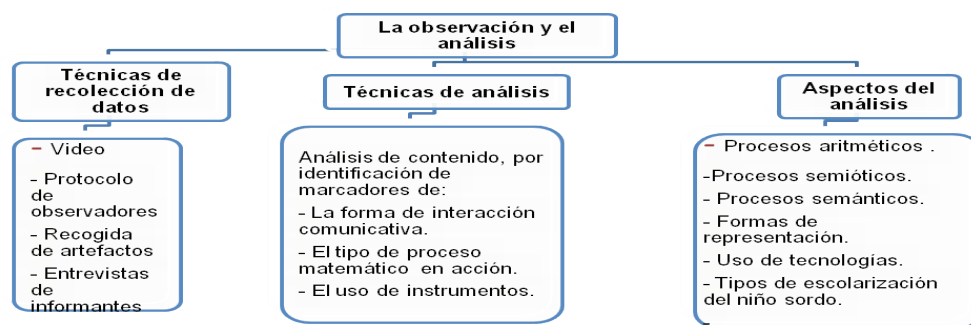 La observación y el
análisis
Técnicas de
recolección de
datos
Técnicas de análisis
Aspectos del
análisis
– Video
- Protocolo
de
observadores
- Recogida
de artefactos
- Entrevistas
de
informantes
Análisis de contenido, por
identificación de
marcadores de:
- La forma de interacción
comunicativa.
- El tipo de proceso
matemático en acción.
- El uso de instrumentos.
– Procesos aritméticos .
-Procesos semióticos.
- Procesos semánticos.
- Formas de
representación.
- Uso de tecnologías.
- Tipos de escolarización
del niño sordo.